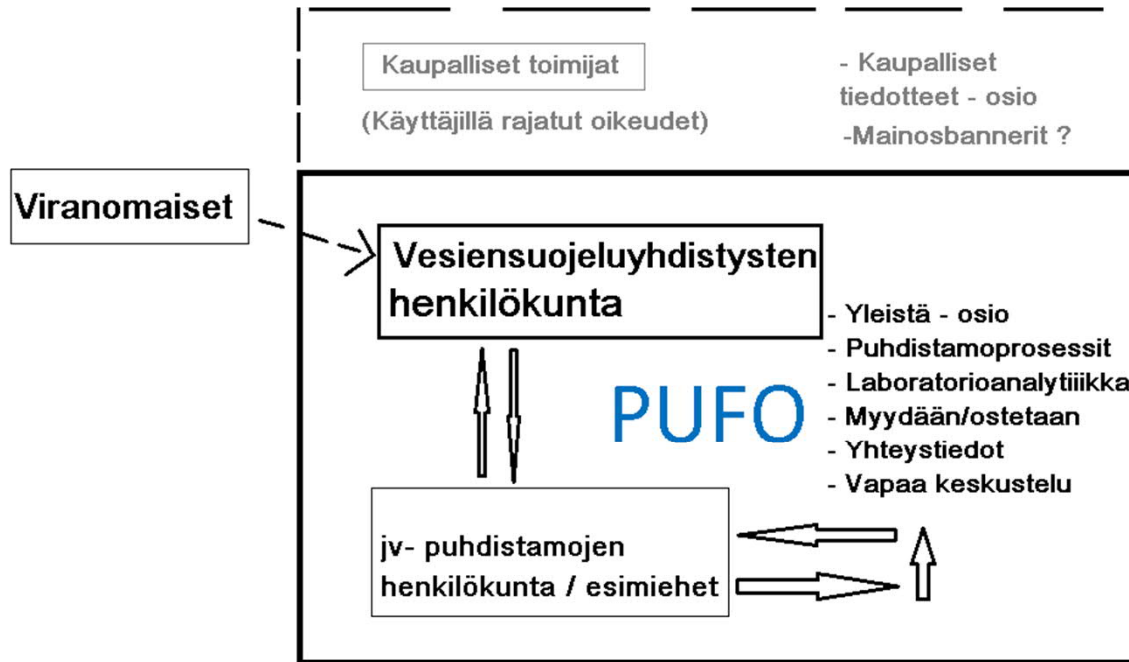 Kaupalliset toimijat
(Käyttäjillä rajatut oikeudet)
- Kaupalliset
tiedotteet - osio
-Mainosbannerit ?
Viranomaiset
Vesiensuojeluyhdistysten
henkilökunta
- Yleistä - osio
- Puhdistamoprosessit
- Laboratorioanalytiiikka
- Myydään/ostetaan
- Yhteystiedot
- Vapaa keskustelu
PUFO
jv- puhdistamojen
henkilökunta / esimiehet